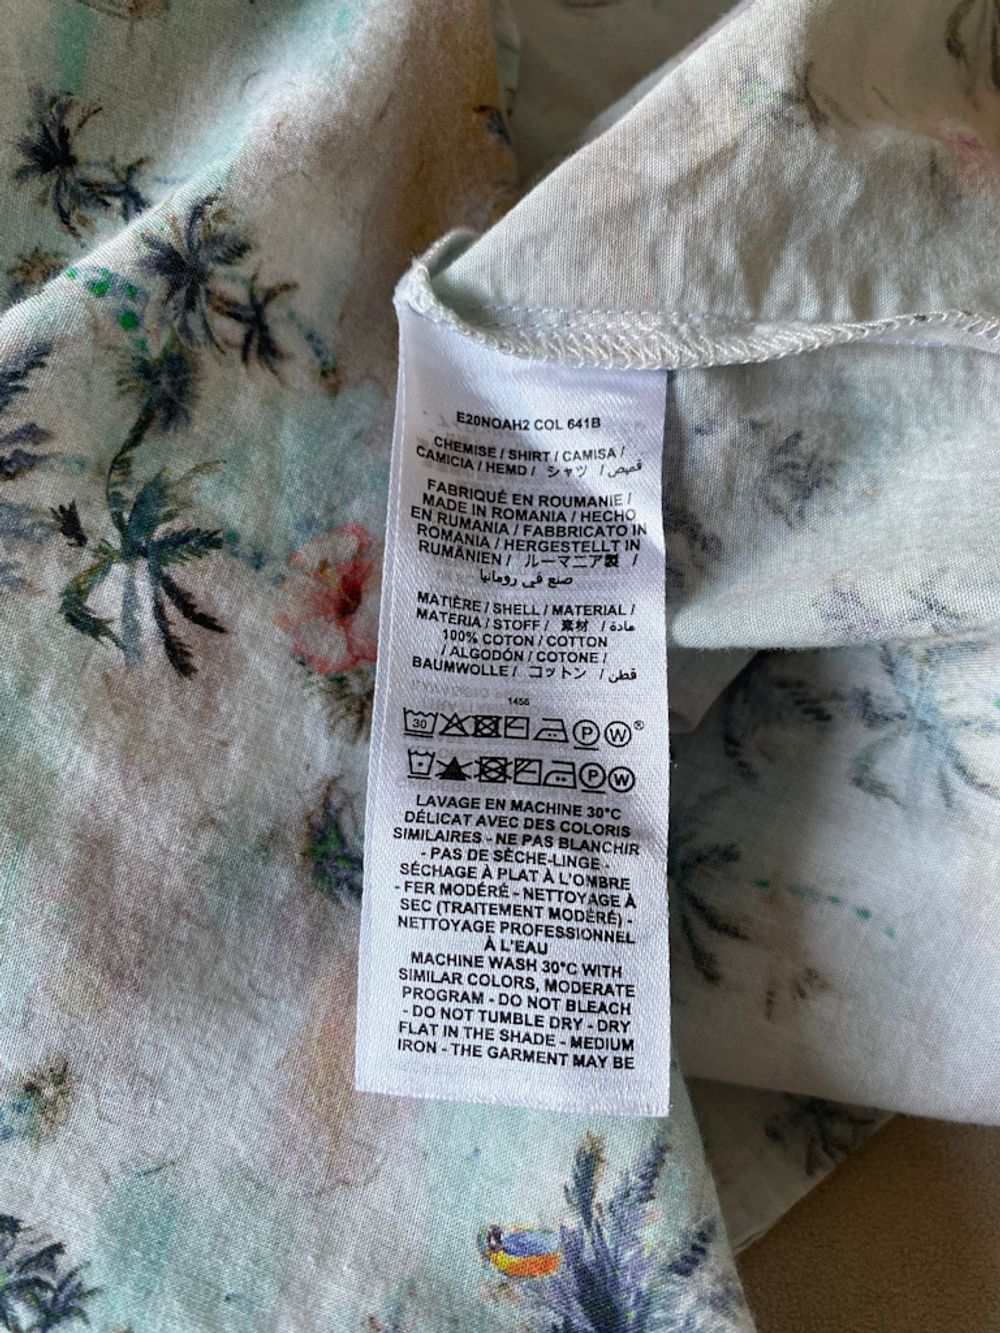 E20NOAH2 COL 641B
CHEMISE / SHIRT / CAMISA /
CAMICIA / HEMD / シャツ / قميص
FABRIQUÉ EN ROUMANIE /
MADE IN ROMANIA / HECHO
EN RUMANIA / FABBRICATO IN
ROMANIA / HERGESTELLT IN
RUMÄNIEN / ルーマニア製 /
صنع في رومانيا
MATIÈRE / SHELL / MATERIAL /
MATERIA / STOFF / 素材 / مادة /
100% COTON / COTTON
/ ALGODÓN / COTONE /
BAUMWOLLE / コットン / قطن
1456
30 P W®
P W
LAVAGE EN MACHINE 30°C
DÉLICAT AVEC DES COLORIS
SIMILAIRES - NE PAS BLANCHIR
- PAS DE SÈCHE-LINGE -
SÉCHAGE À PLAT À L'OMBRE
- FER MODÉRÉ - NETTOYAGE À
SEC (TRAITEMENT MODÉRÉ) -
NETTOYAGE PROFESSIONNEL
À L'EAU
MACHINE WASH 30°C WITH
SIMILAR COLORS, MODERATE
PROGRAM - DO NOT BLEACH
- DO NOT TUMBLE DRY - DRY
FLAT IN THE SHADE - MEDIUM
IRON - THE GARMENT MAY BE